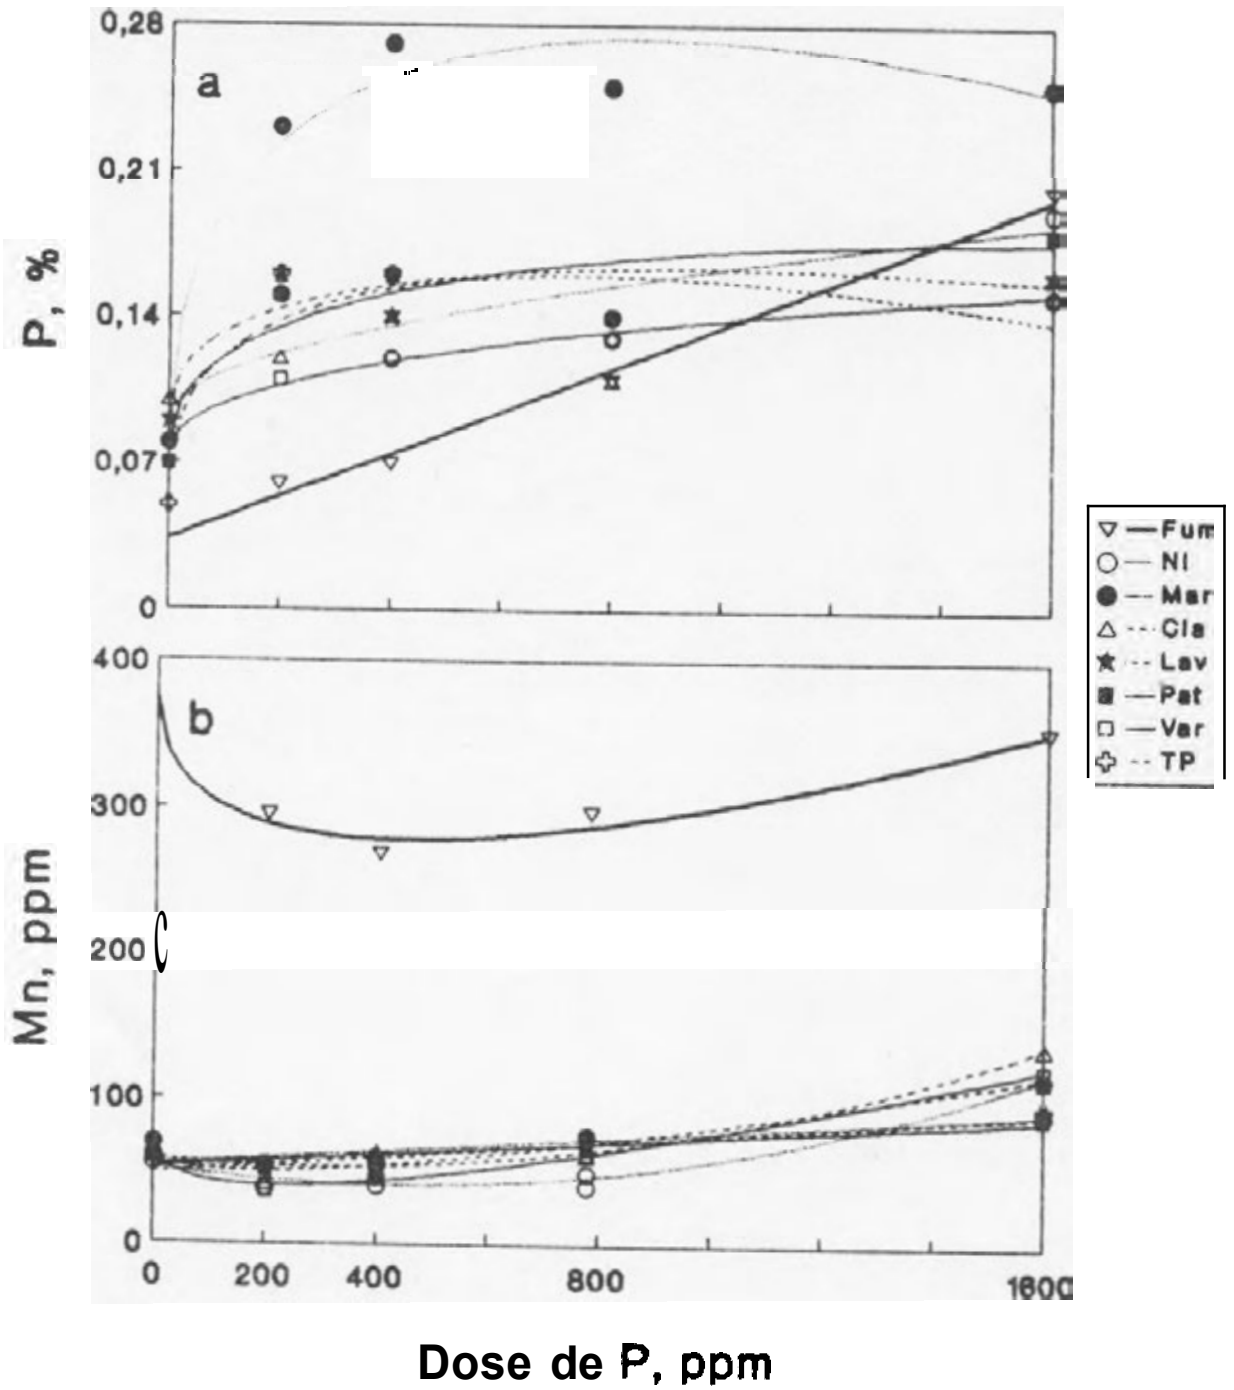 0,28
a
0,21
P, %
0,14
0,07
0
Fum
NI
Mar
Cla
Lav
Pat
Var
TP
400
b
300
Mn, ppm
200
C
100
0
0 200 400 800 1600
Dose de P, ppm